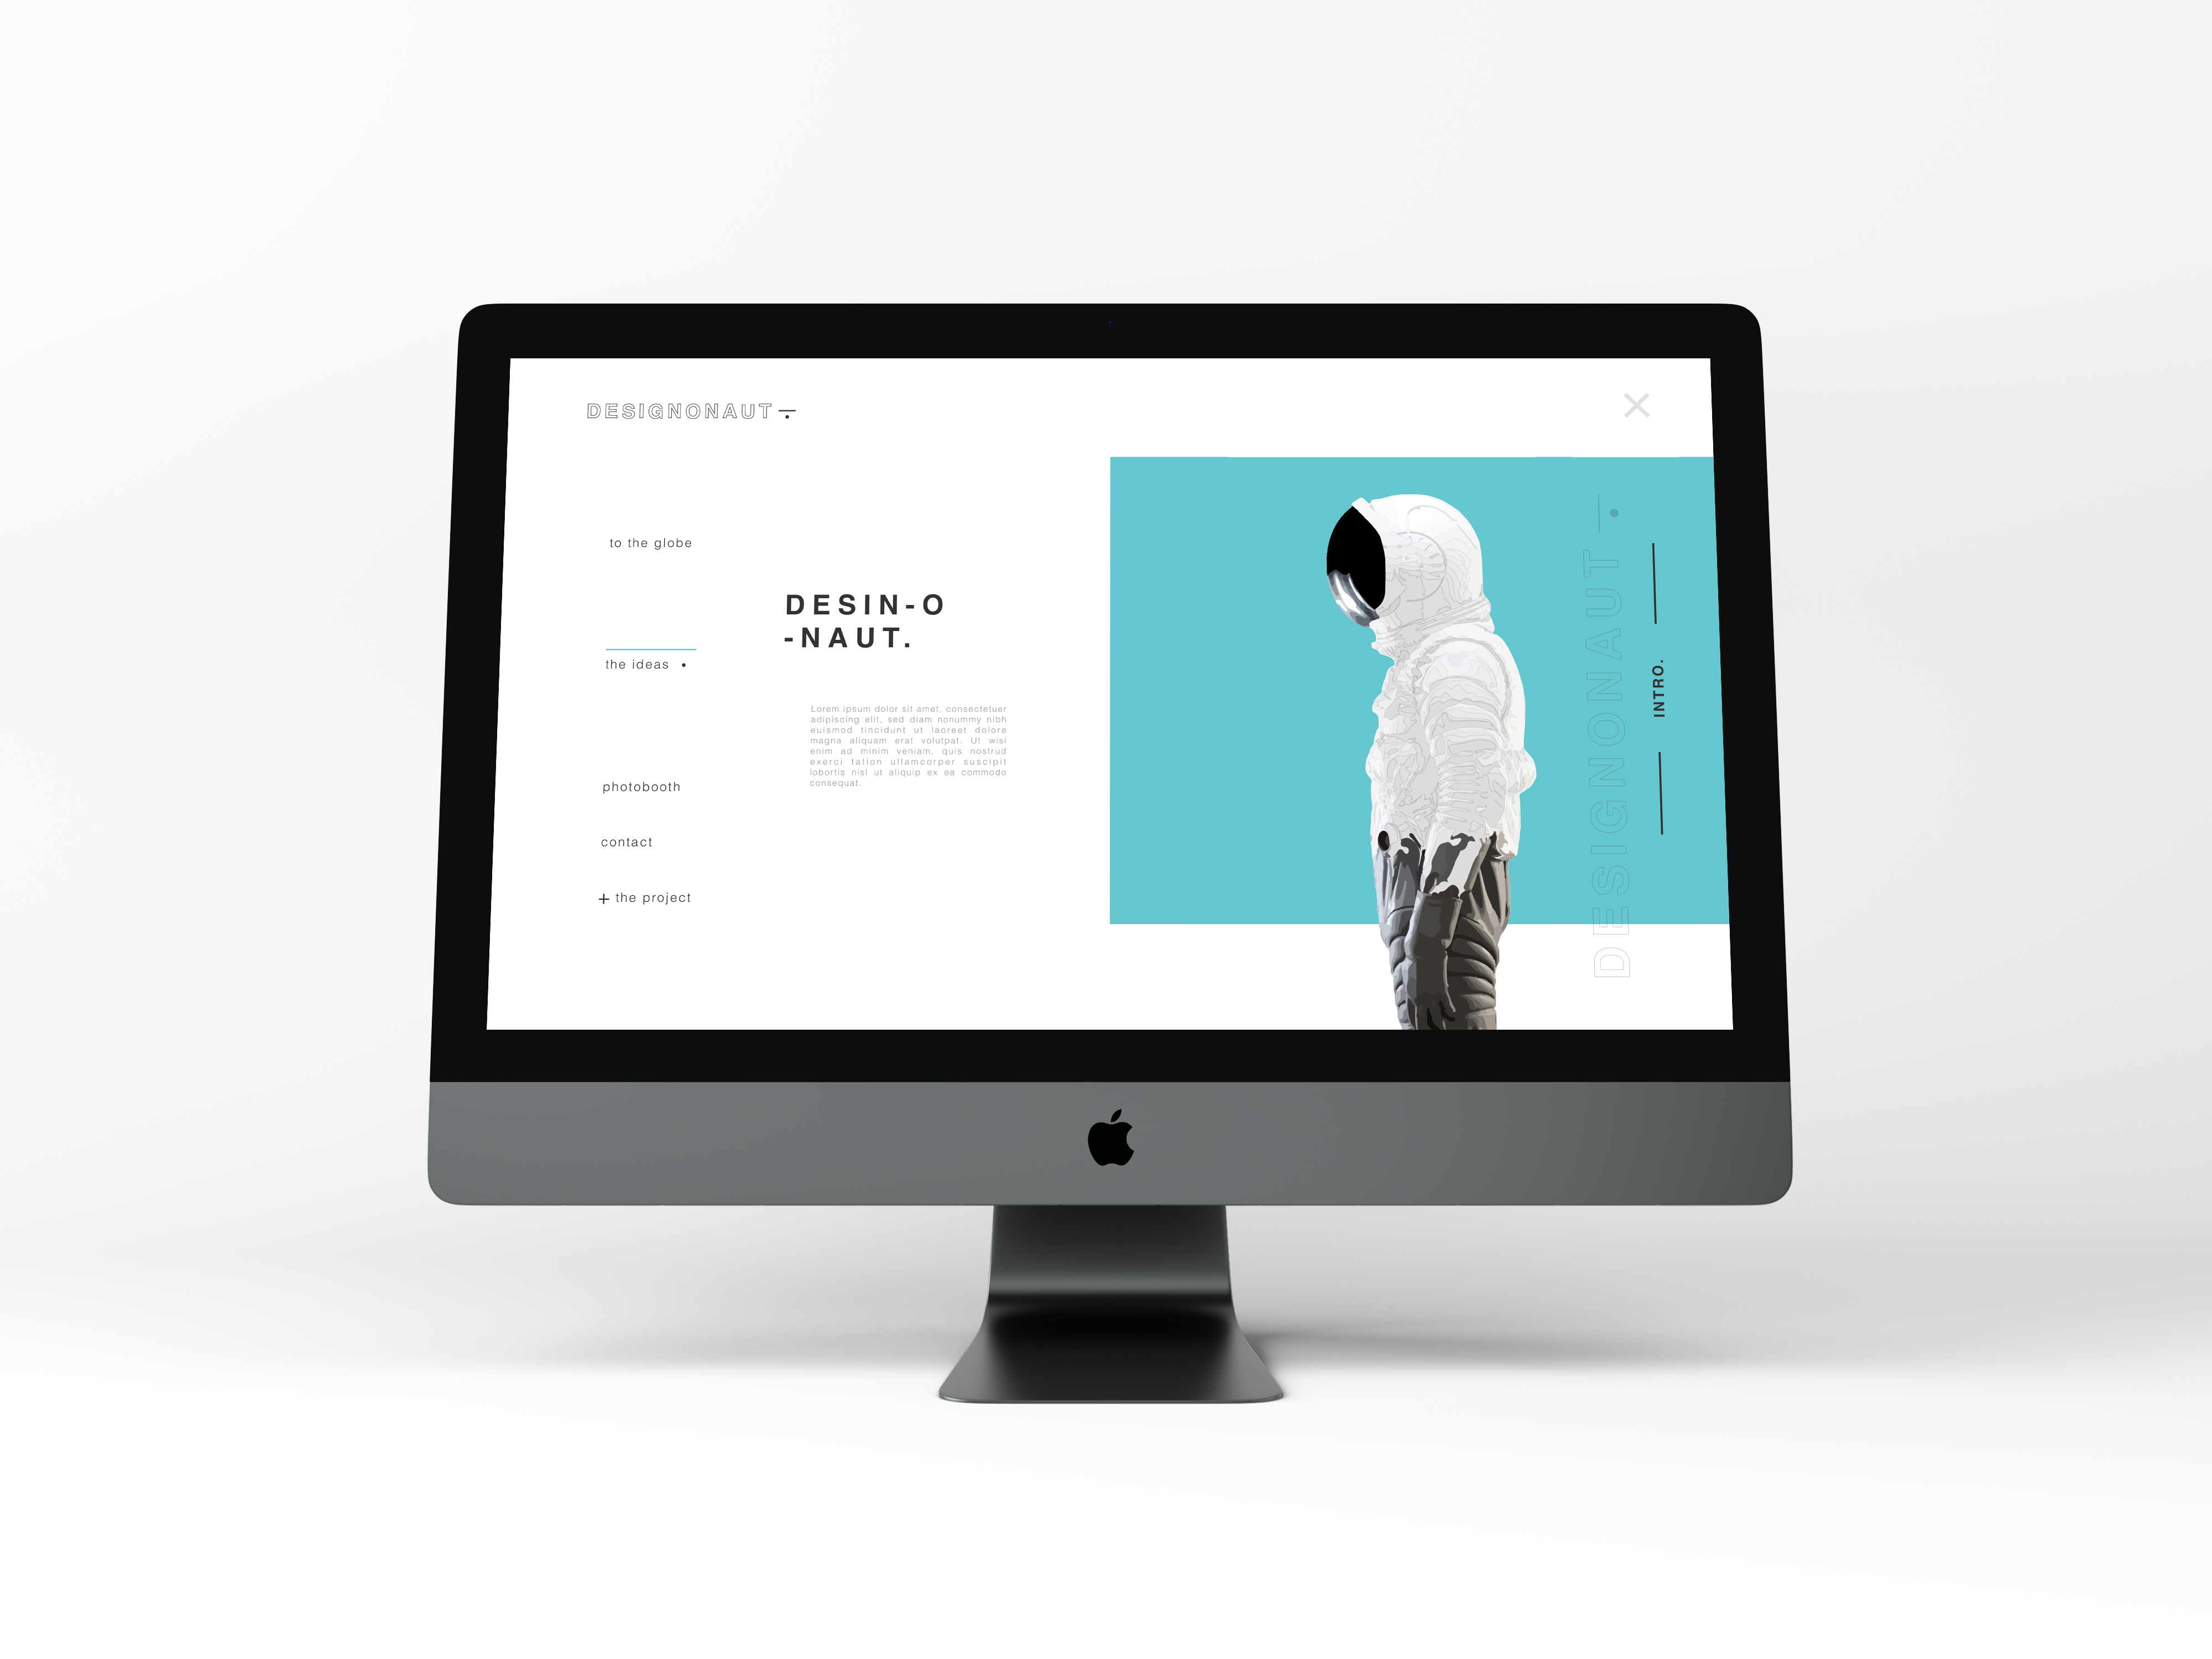 DESIGNONAUT
to the globe
the ideas
photobooth
contact
+ the project
DESIN-O
-NAUT.
Lorem ipsum dolor sit amet, consectetuer
adipiscing elit, sed diam nonummy nibh
euismod tincidunt ut laoreet dolore
magna aliquam erat volutpat. Ut wisi
enim ad minim veniam, quis nostrud
exerci tation ullamcorper suscipit
lobortis nisl ut aliquip ex ea commodo
consequat.
DESIGNONAUT
INTRO.